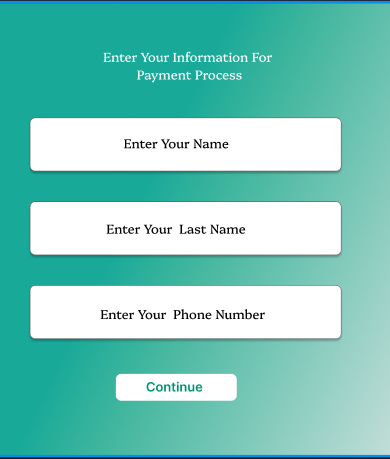 Enter Your Information For
Payment Process
Enter Your Name
Enter Your  Last Name
Enter Your  Phone Number
Continue